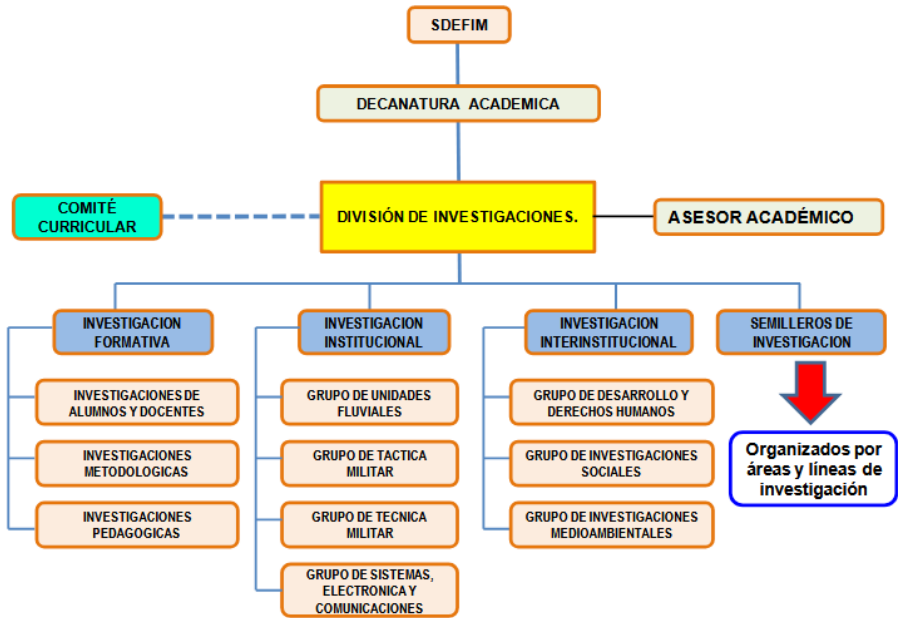 SDEFIM
DECANATURA ACADEMICA
COMITÉ
CURRICULAR
DIVISIÓN DE INVESTIGACIONES.
ASESOR ACADÉMICO
INVESTIGACION
FORMATIVA
INVESTIGACIONES DE
ALUMNOS Y DOCENTES
INVESTIGACIONES
METODOLOGICAS
INVESTIGACIONES
PEDAGOGICAS
INVESTIGACION
INSTITUCIONAL
GRUPO DE UNIDADES
FLUVIALES
GRUPO DE TACTICA
MILITAR
GRUPO DE TECNICA
MILITAR
GRUPO DE SISTEMAS,
ELECTRONICA Y
COMUNICACIONES
INVESTIGACION
INTERINSTITUCIONAL
GRUPO DE DESARROLLO Y
DERECHOS HUMANOS
GRUPO DE INVESTIGACIONES
SOCIALES
GRUPO DE INVESTIGACIONES
MEDIOAMBIENTALES
SEMILLEROS DE
INVESTIGACION
Organizados por
áreas y líneas de
investigación